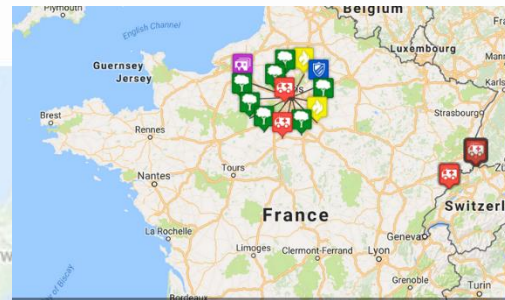 Plymouth
Belgium
English Channel
Guernsey
Jersey
Luxembourg
Brest
Rennes
Strasbourg
Nantes
Tours
France
Switzerl
La Rochelle
Geneva
Limoges
Clermont-Ferrand
Lyon
Grenoble
Turin
Bordeaux